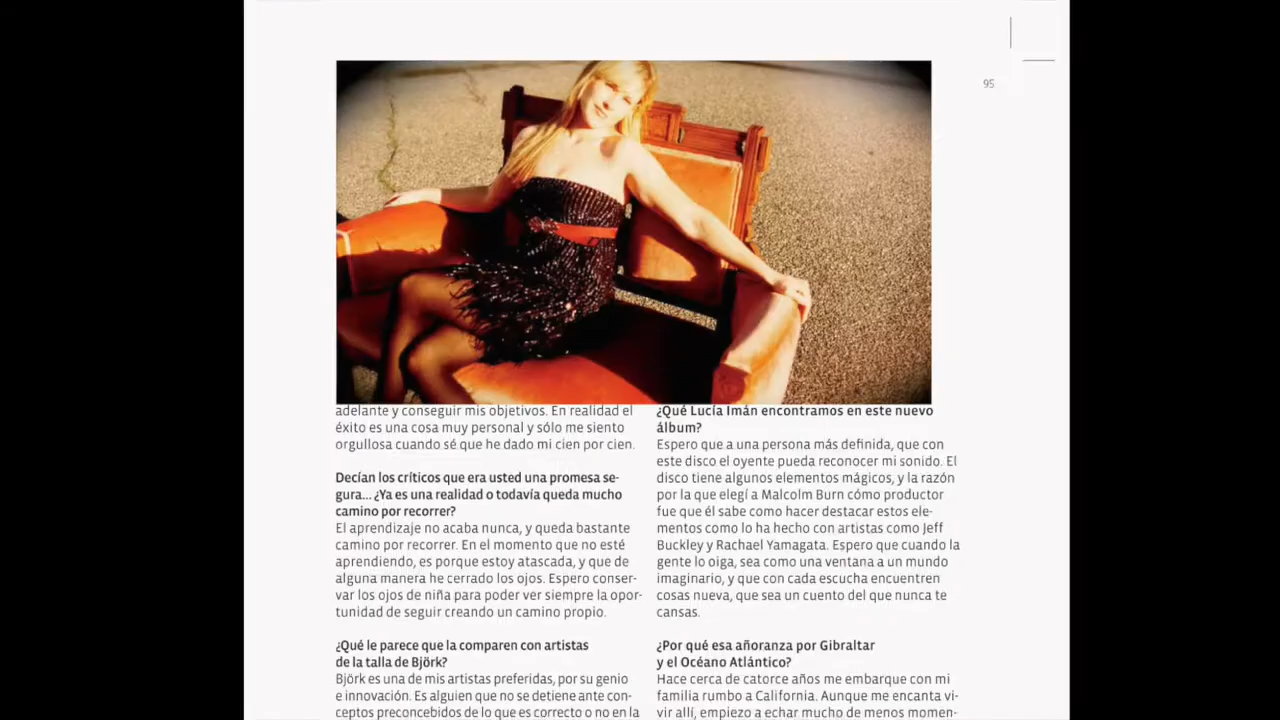 95
adelante y conseguir mis objetivos. En realidad el
éxito es una cosa muy personal y sólo me siento
orgullosa cuando sé que he dado mi cien por cien.
Decían los críticos que era usted una promesa se-
gura... ¿Ya es una realidad o todavía queda mucho
camino por recorrer?
El aprendizaje no acaba nunca, y queda bastante
camino por recorrer. En el momento que no esté
aprendiendo, es porque estoy atascada, y que de
alguna manera he cerrado los ojos. Espero conser-
var los ojos de niña para poder ver siempre la opor-
tunidad de seguir creando un camino propio.
¿Qué le parece que la comparen con artistas
de la talla de Björk?
Björk es una de mis artistas preferidas, por su genio
e innovación. Es alguien que no se detiene ante con-
ceptos preconcebidos de lo que es correcto o no en la
¿Qué Lucía Imán encontramos en este nuevo
álbum?
Espero que a una persona más definida, que con
este disco el oyente pueda reconocer mi sonido. El
disco tiene algunos elementos mágicos, y la razón
por la que elegí a Malcolm Burn cómo productor
fue que él sabe como hacer destacar estos ele-
mentos como lo ha hecho con artistas como Jeff
Buckley y Rachael Yamagata. Espero que cuando la
gente lo oiga, sea como una ventana a un mundo
imaginario, y que con cada escucha encuentren
cosas nueva, que sea un cuento del que nunca te
cansas.
¿Por qué esa añoranza por Gibraltar
y el Océano Atlántico?
Hace cerca de catorce años me embarque con mi
familia rumbo a California. Aunque me encanta vi-
vir allí, empiezo a echar mucho de menos momen-